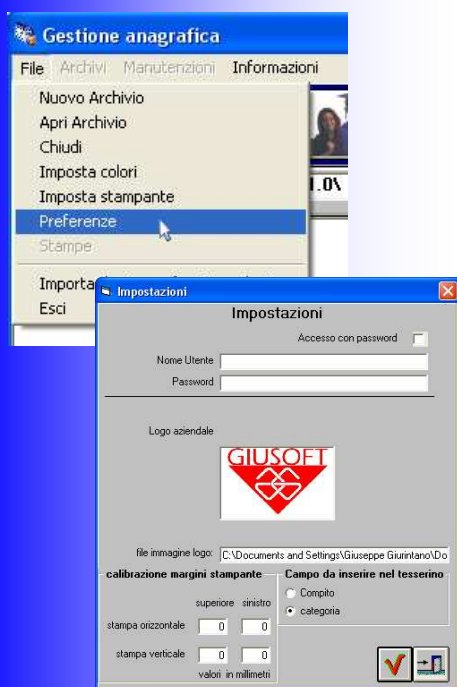 Gestione anagrafica
File Archivi Manutenzioni Informazioni
Nuovo Archivio
Apri Archivio
Chiudi
Imposta colori
Imposta stampante
Preferenze
Stampe
Importa
Esci
1.0\
Impostazioni
Impostazioni
Accesso con password
Nome Utente
Password
Logo aziendale
GIUSOFT
file immagine logo: C:\Documents and Settings\Giuseppe Giurintano\Do
calibrazione margini stampante
superiore sinistro
stampa orizzontale 0 0
stampa verticale 0 0
valori in millimetri
Campo da inserire nel tesserino
Compito
categoria